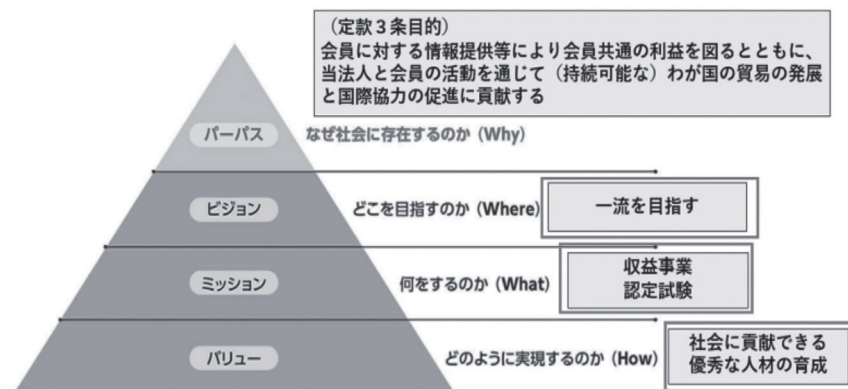 （定款３条目的）
会員に対する情報提供等により会員共通の利益を図るとともに、
当法人と会員の活動を通じて（持続可能な）わが国の貿易の発展
と国際協力の促進に貢献する
パーパス
なぜ社会に存在するのか（Why）
ビジョン
どこを目指すのか（Where）
一流を目指す
ミッション
何をするのか（What）
収益事業
認定試験
バリュー
どのように実現するのか（How）
社会に貢献できる
優秀な人材の育成